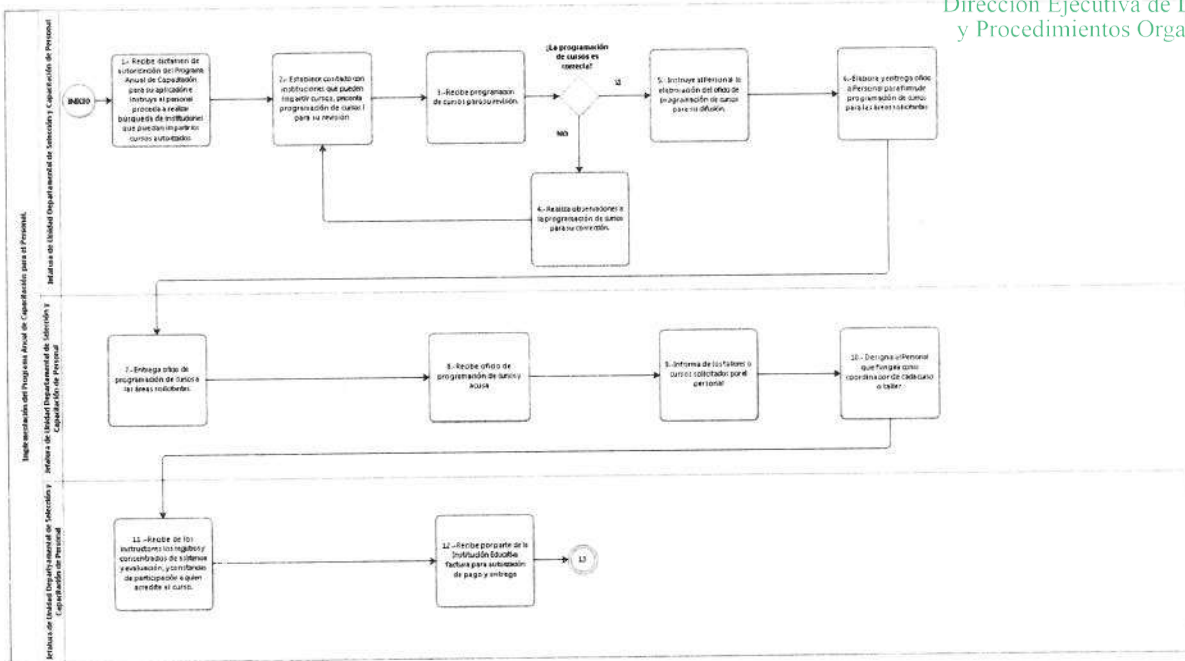 Dirección Ejecutiva de
y Procedimientos Orga
Implementación del Programa Anual de Capacitación para el Personal.
Jefatura de Unidad Departamental de Selección y Capacitación de Personal
INICIO
1.- Recibe dictamen de
autorización del Programa
Anual de Capacitación
para su aplicación e
instruye al personal
proceda a realizar
búsqueda de instituciones
que puedan impartir los
cursos autorizados
2.- Establece contacto con
instituciones que pueden
impartir cursos, presenta
programación de cursos
para su revisión
3.- Recibe programación
de cursos para su revisión.
¿La programación
de cursos es
correcta?
SI
NO
4.- Realiza observaciones a
la programación de cursos
para su corrección.
5.- Instruye al Personal la
elaboración del oficio de
programación de cursos
para su difusión.
6.- Elabora y entrega oficio
a Personal para firma de
programación de cursos
para las áreas solicitantes
Jefatura de Unidad Departamental de Selección y
Capacitación de Personal
7.- Entrega oficio de
programación de cursos a
las áreas solicitantes.
8.- Recibe oficio de
programación de cursos y
acusa
9.- Informa de los talleres o
cursos solicitados por el
personal
10.- Designa al Personal
que fungirá como
coordinador de cada curso
o taller
Jefatura de Unidad Departamental de Selección y
Capacitación de Personal
11.- Recibe de los
instructores los registros y
concentrados de asistencia
y evaluación, y constancias
de participación a quien
acredite el curso.
12.- Recibe por parte de la
Institución Educativa
factura para autorización
de pago y entrega
13